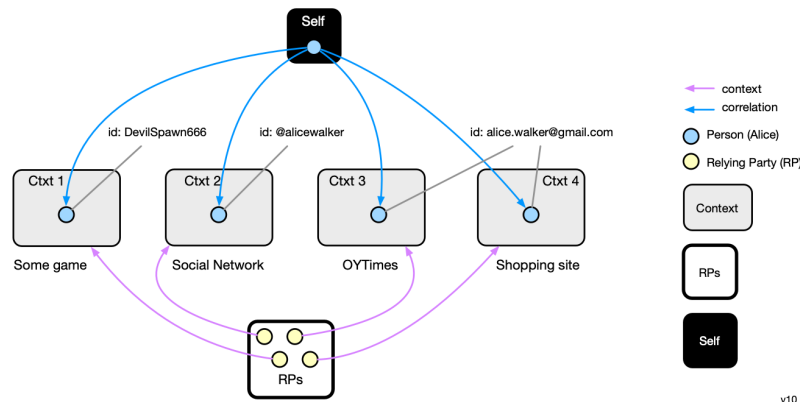 Self
id: DevilSpawn666
id: @alicewalker
id: alice.walker@gmail.com
Ctxt 1
Ctxt 2
Ctxt 3
Ctxt 4
Some game
Social Network
OYTimes
Shopping site
RPs
context
correlation
Person (Alice)
Relying Party (RP)
Context
RPs
Self
v10